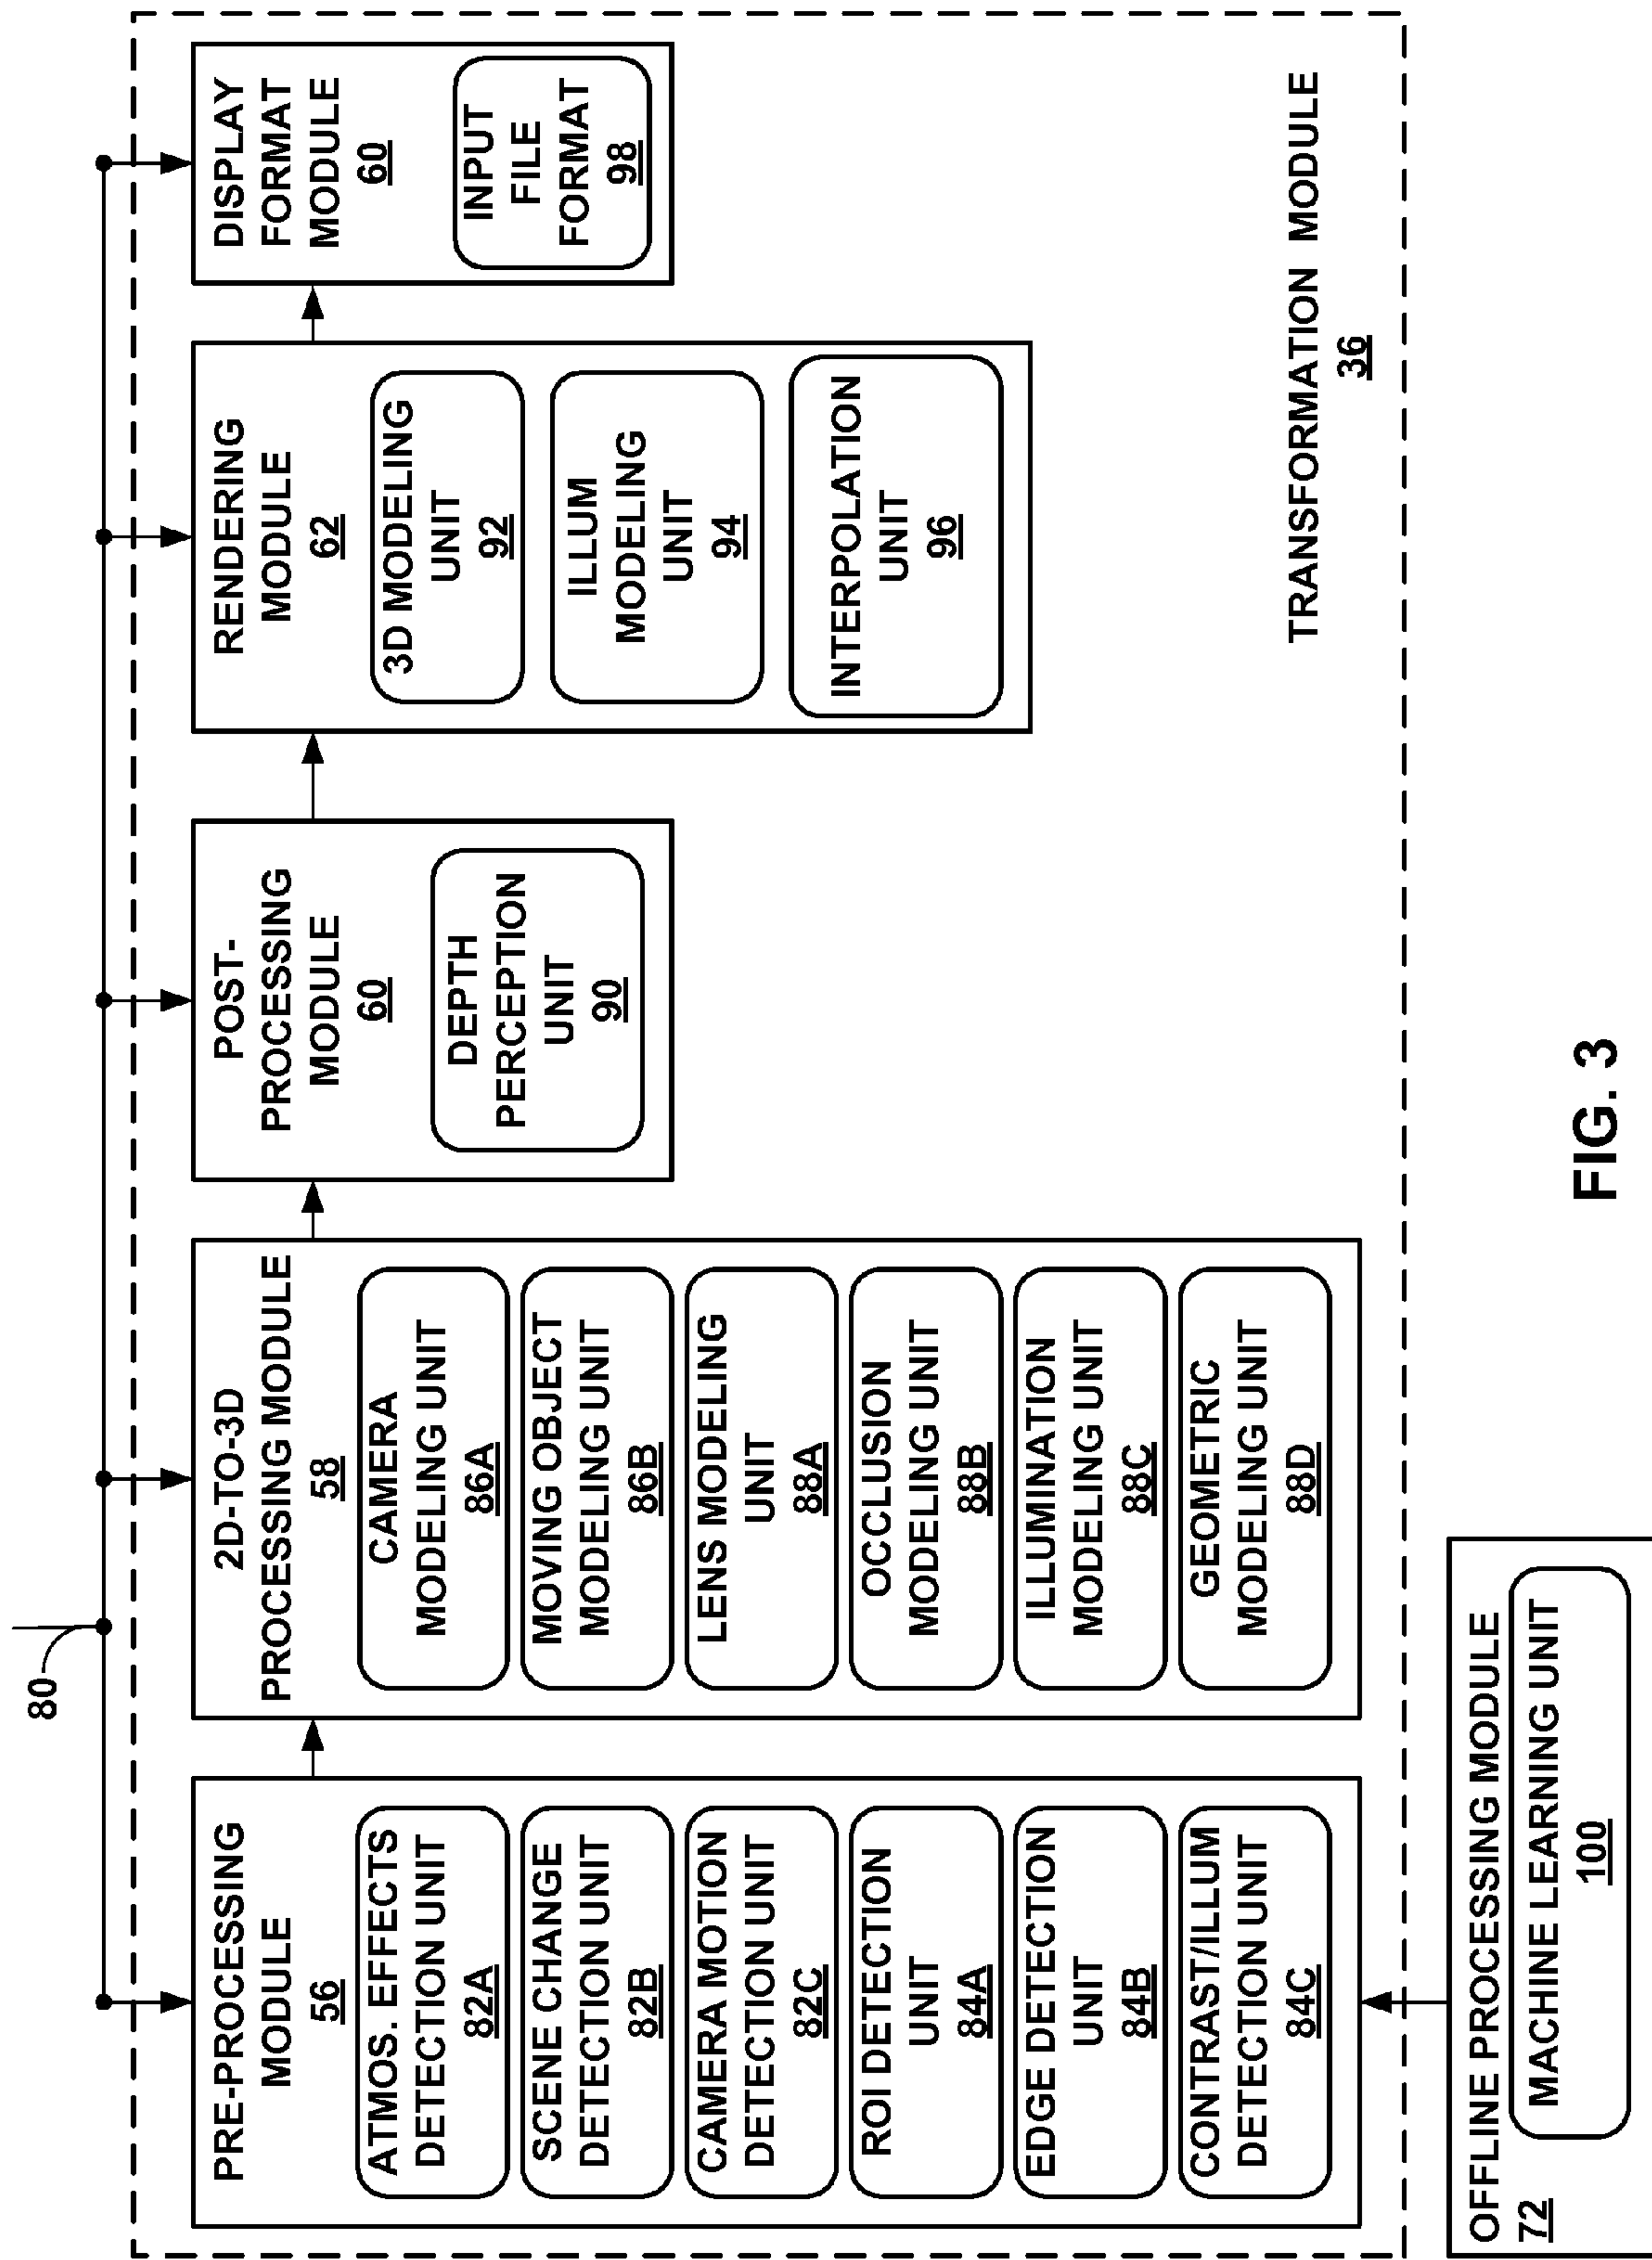 80
PRE-PROCESSING
MODULE
56
ATMOS. EFFECTS
DETECTION UNIT
82A
SCENE CHANGE
DETECTION UNIT
82B
CAMERA MOTION
DETECTION UNIT
82C
ROI DETECTION
UNIT
84A
EDGE DETECTION
UNIT
84B
CONTRAST/ILLUM
DETECTION UNIT
84C
2D-TO-3D
PROCESSING MODULE
58
CAMERA
MODELING UNIT
86A
MOVING OBJECT
MODELING UNIT
86B
LENS MODELING
UNIT
88A
OCCLUSION
MODELING UNIT
88B
ILLUMINATION
MODELING UNIT
88C
GEOMETRIC
MODELING UNIT
88D
POST-
PROCESSING
MODULE
60
DEPTH
PERCEPTION
UNIT
90
RENDERING
MODULE
62
3D MODELING
UNIT
92
ILLUM
MODELING
UNIT
94
INTERPOLATION
UNIT
96
DISPLAY
FORMAT
MODULE
60
INPUT
FILE
FORMAT
98
TRANSFORMATION MODULE
36
OFFLINE PROCESSING MODULE
72
MACHINE LEARNING UNIT
100
FIG. 3